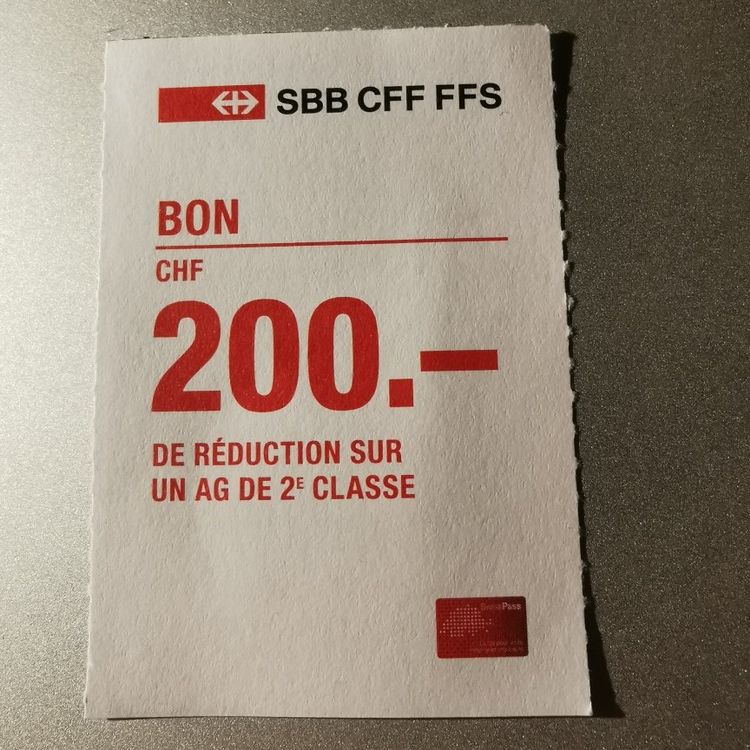 SBB CFF FFS
BON
CHF
200.–
DE RÉDUCTION SUR
UN AG DE 2E CLASSE
SwissPass